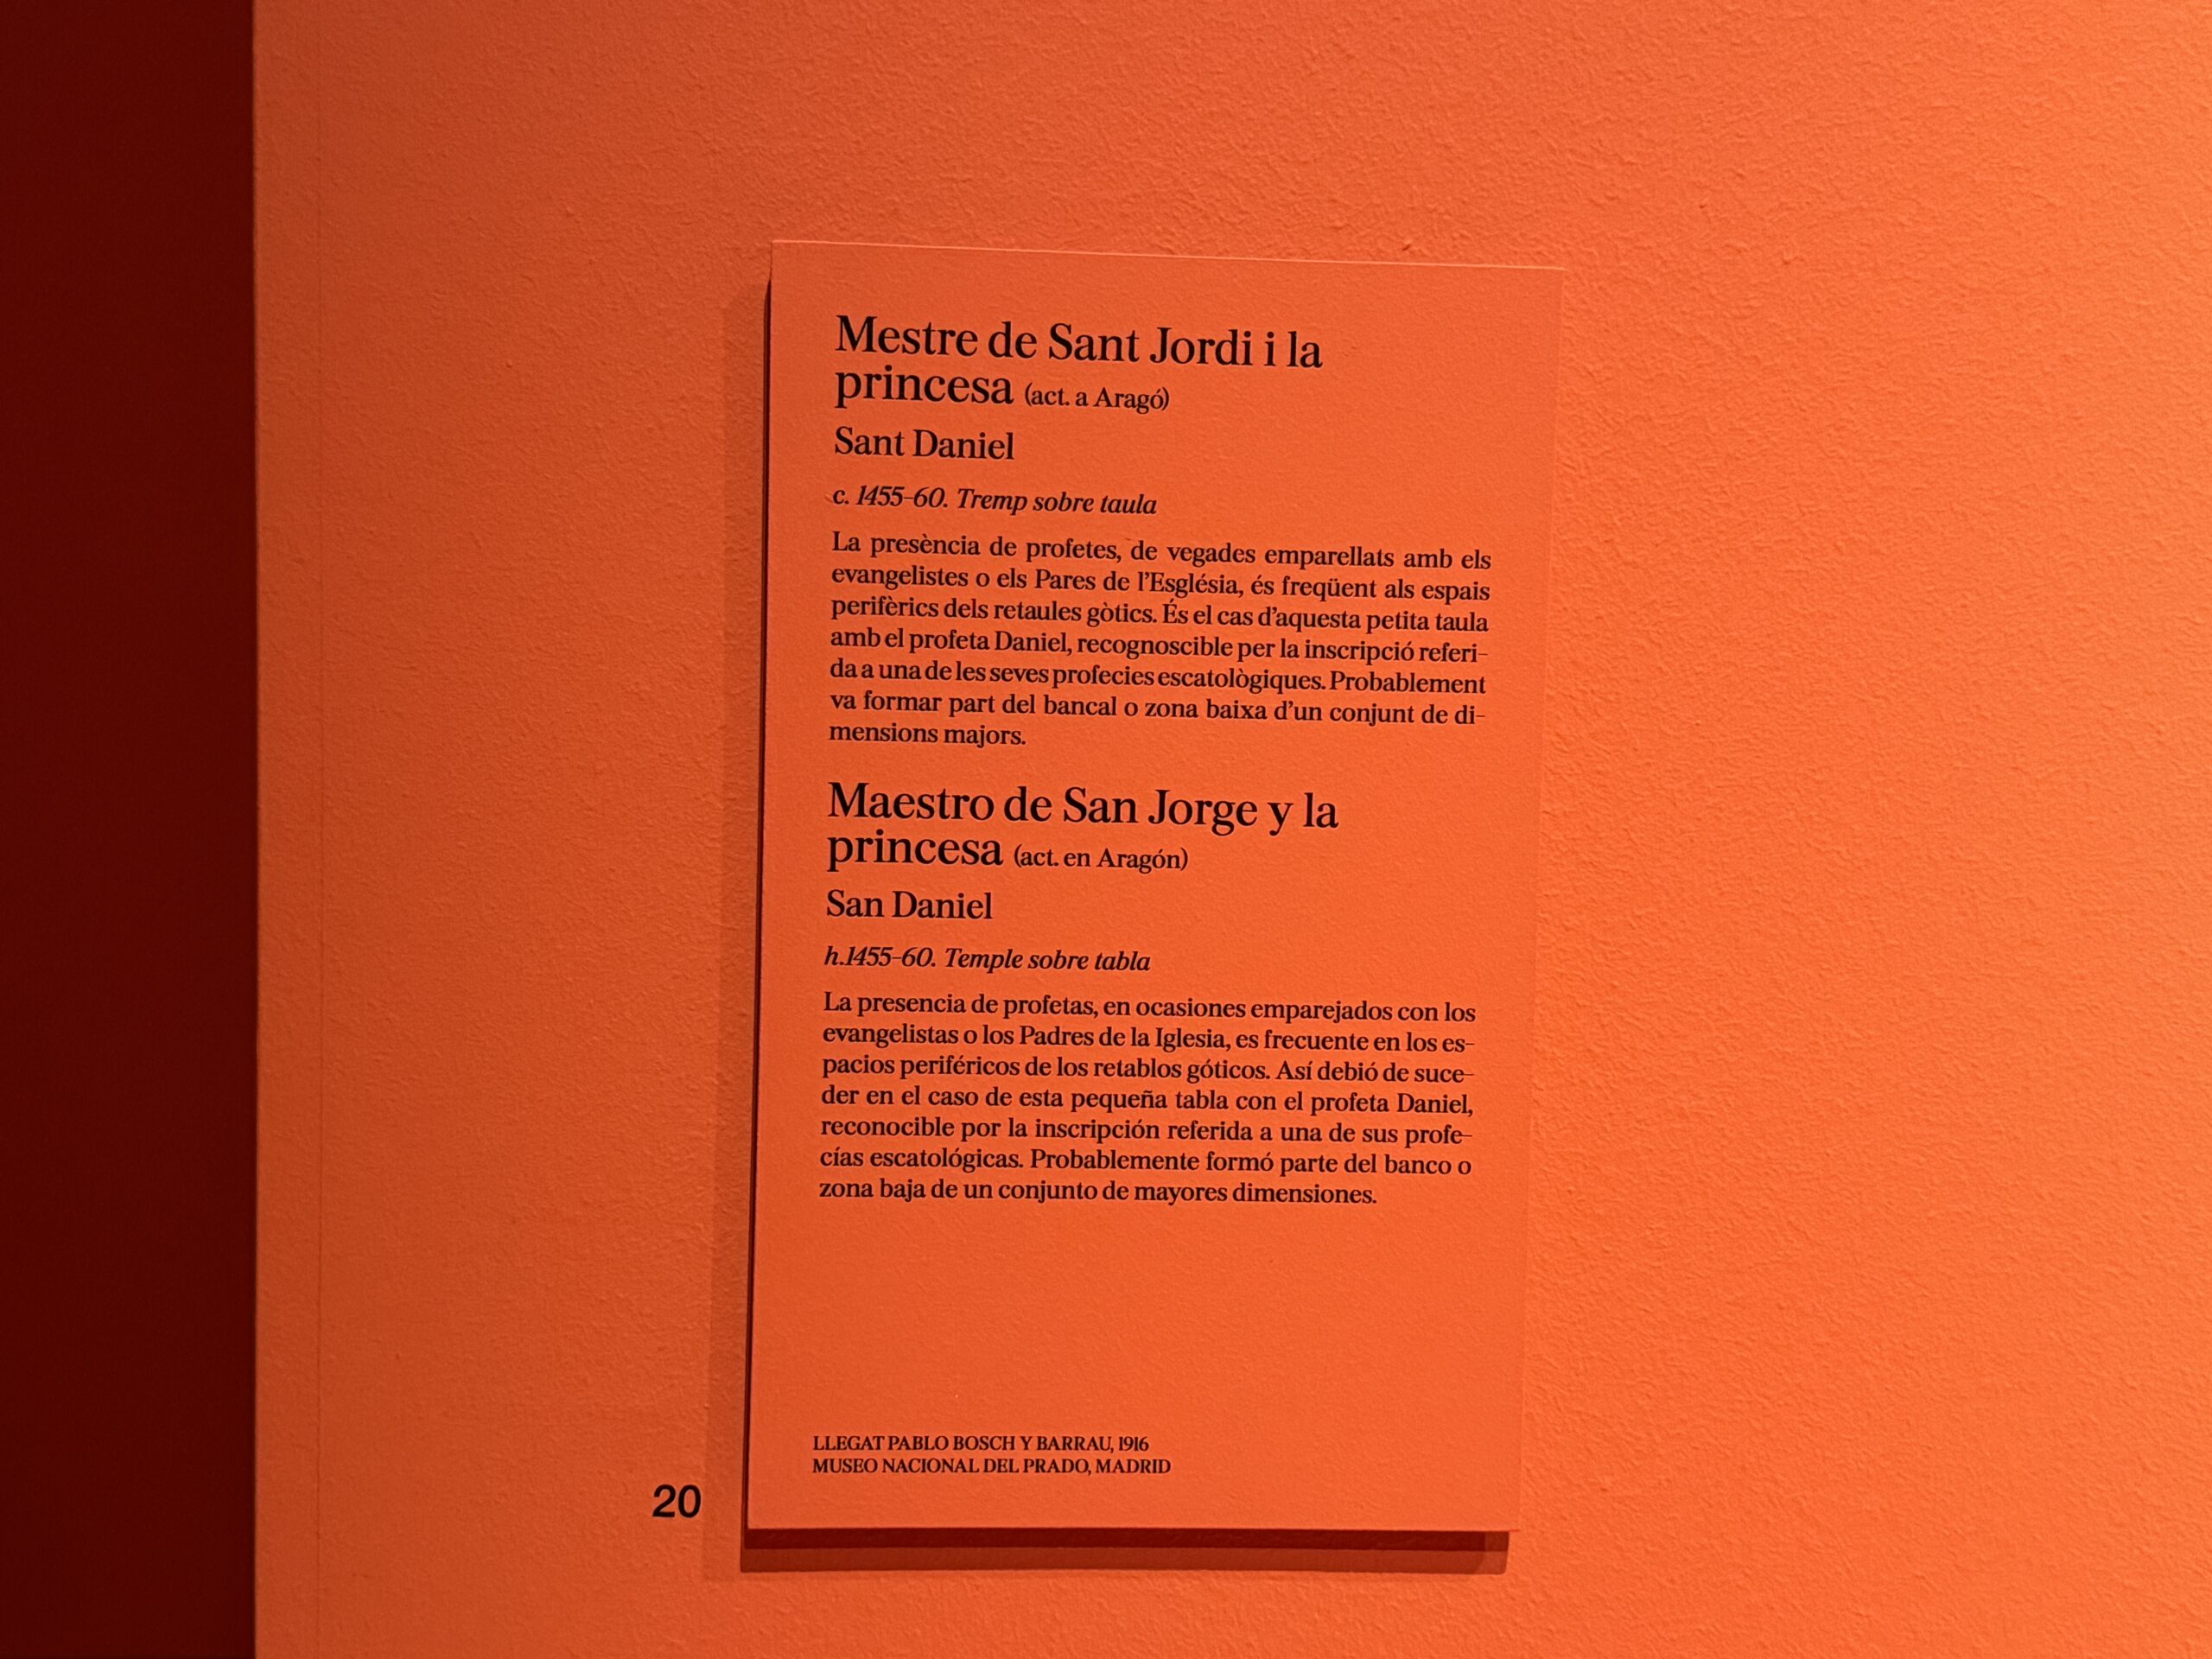 Mestre de Sant Jordi i la
princesa (act. a Aragó)
Sant Daniel
c. 1455-60. Tremp sobre taula
La presència de profetes, de vegades emparellats amb els
evangelistes o els Pares de l'Església, és freqüent als espais
perifèrics dels retaules gòtics. És el cas d'aquesta petita taula
amb el profeta Daniel, recognoscible per la inscripció referi-
da a una de les seves profecies escatològiques. Probablement
va formar part del bancal o zona baixa d'un conjunt de di-
mensions majors.
Maestro de San Jorge y la
princesa (act. en Aragón)
San Daniel
h.1455-60. Temple sobre tabla
La presencia de profetas, en ocasiones emparejados con los
evangelistas o los Padres de la Iglesia, es frecuente en los es-
pacios periféricos de los retablos góticos. Así debió de suce-
der en el caso de esta pequeña tabla con el profeta Daniel,
reconocible por la inscripción referida a una de sus profe-
cías escatológicas. Probablemente formó parte del banco o
zona baja de un conjunto de mayores dimensiones.
LLEGAT PABLO BOSCH Y BARRAU, 1916
MUSEO NACIONAL DEL PRADO, MADRID
20